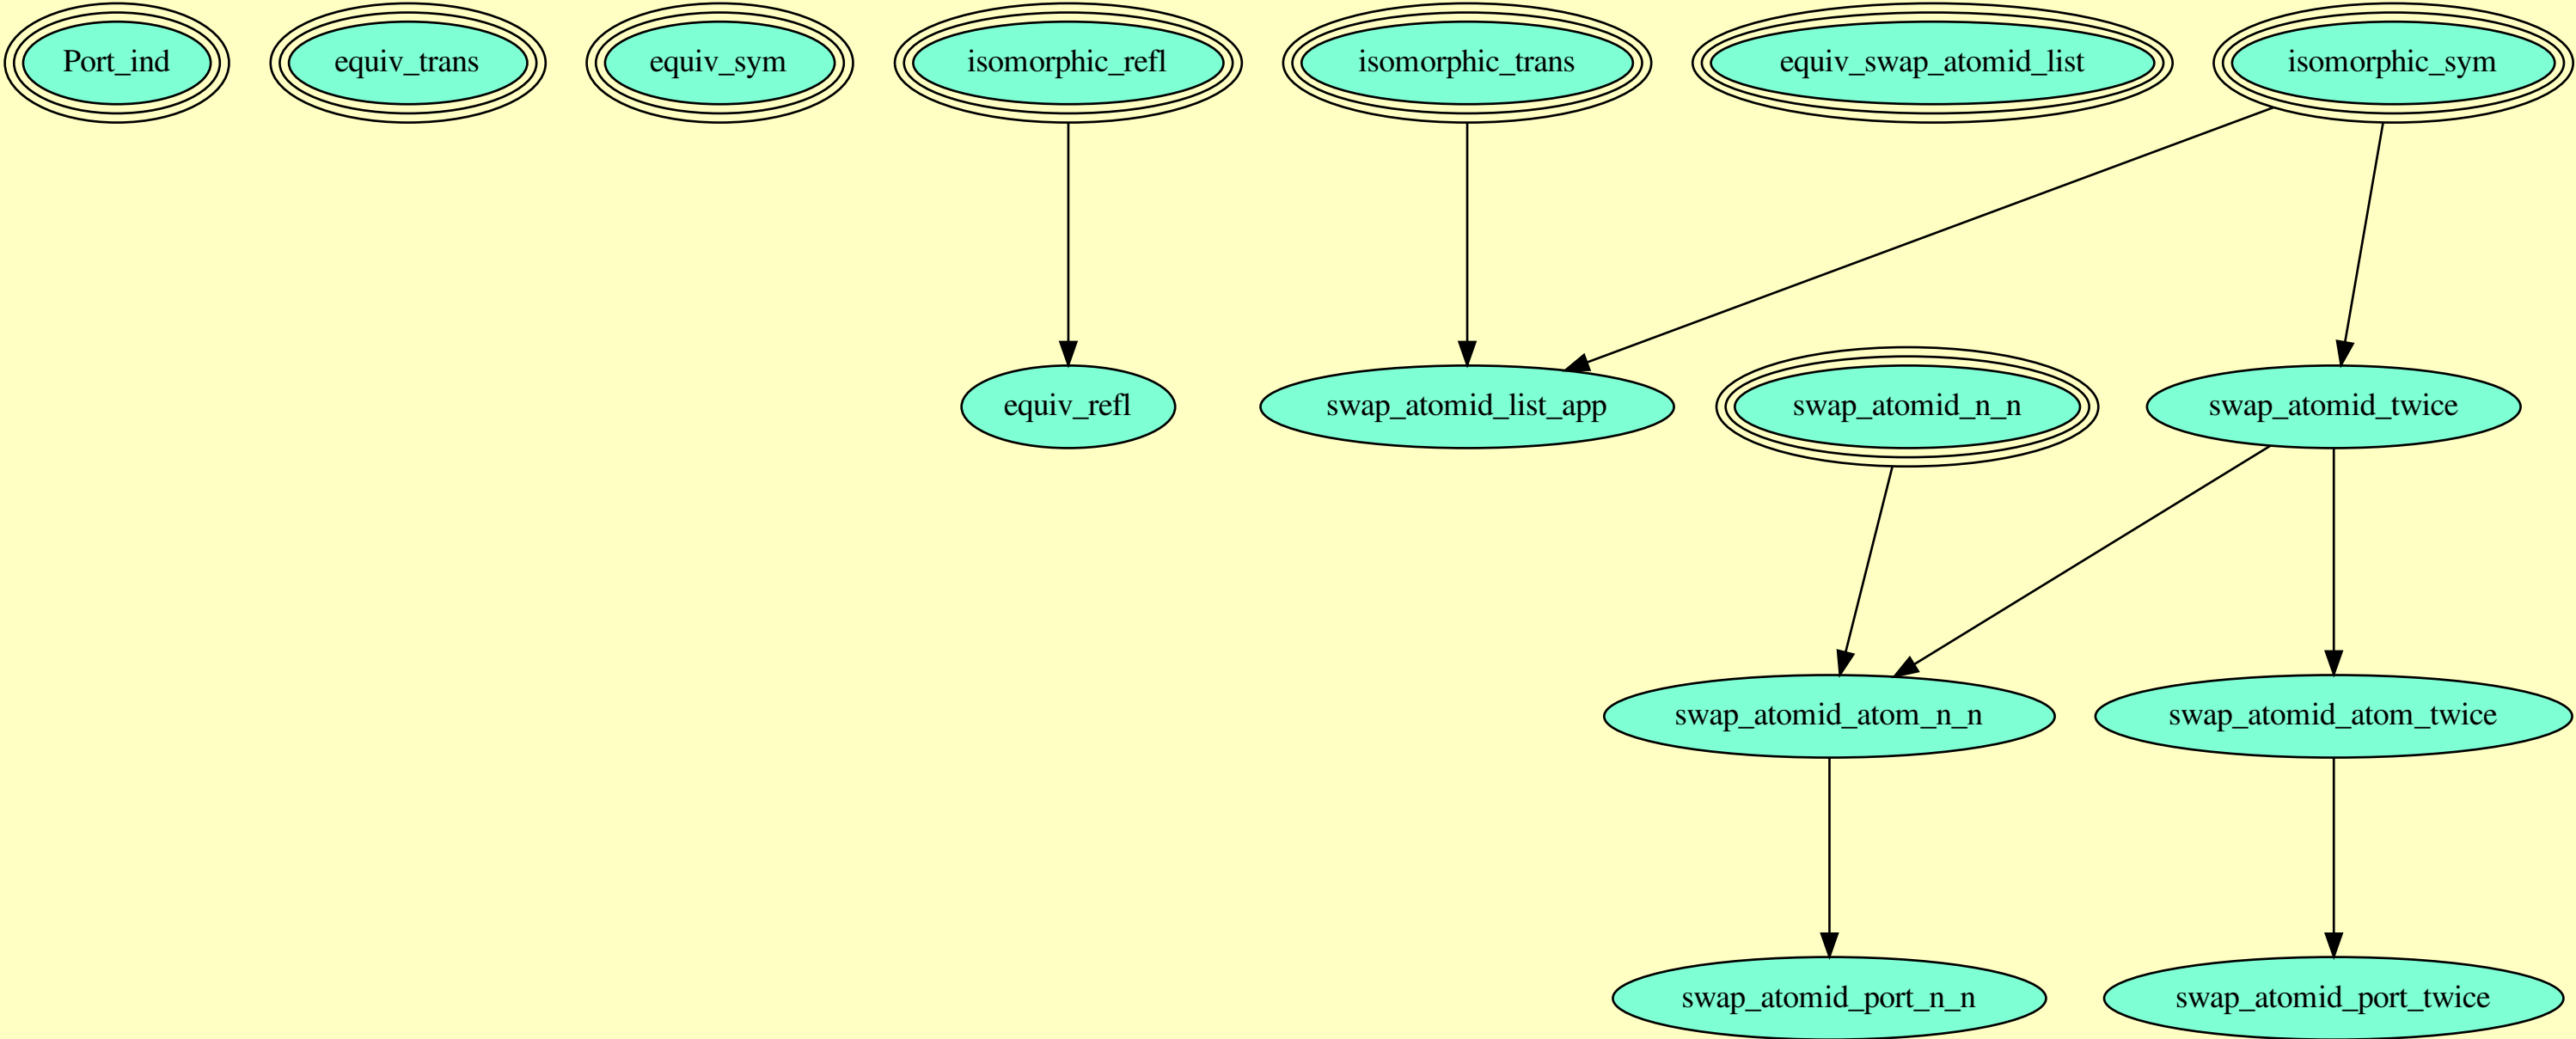 Port_ind
equiv_trans
equiv_sym
isomorphic_refl
isomorphic_trans
equiv_swap_atomid_list
isomorphic_sym
equiv_refl
swap_atomid_list_app
swap_atomid_n_n
swap_atomid_twice
swap_atomid_atom_n_n
swap_atomid_atom_twice
swap_atomid_port_n_n
swap_atomid_port_twice